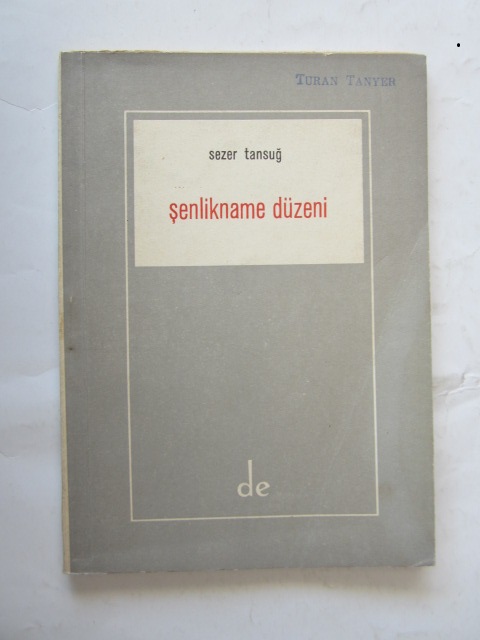 TURAN TANYER
sezer tansuğ
şenlikname düzeni
de